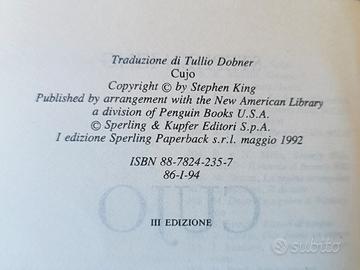 Traduzione di Tullio Dobner
Cujo
Copyright © by Stephen King
Published by arrangement with the New American Library
a division of Penguin Books U.S.A.
© Sperling & Kupfer Editori S.p.A.
I edizione Sperling Paperback s.r.l. maggio 1992
ISBN 88-7824-235-7
86-I-94
CUJO
III EDIZIONE
subito.it